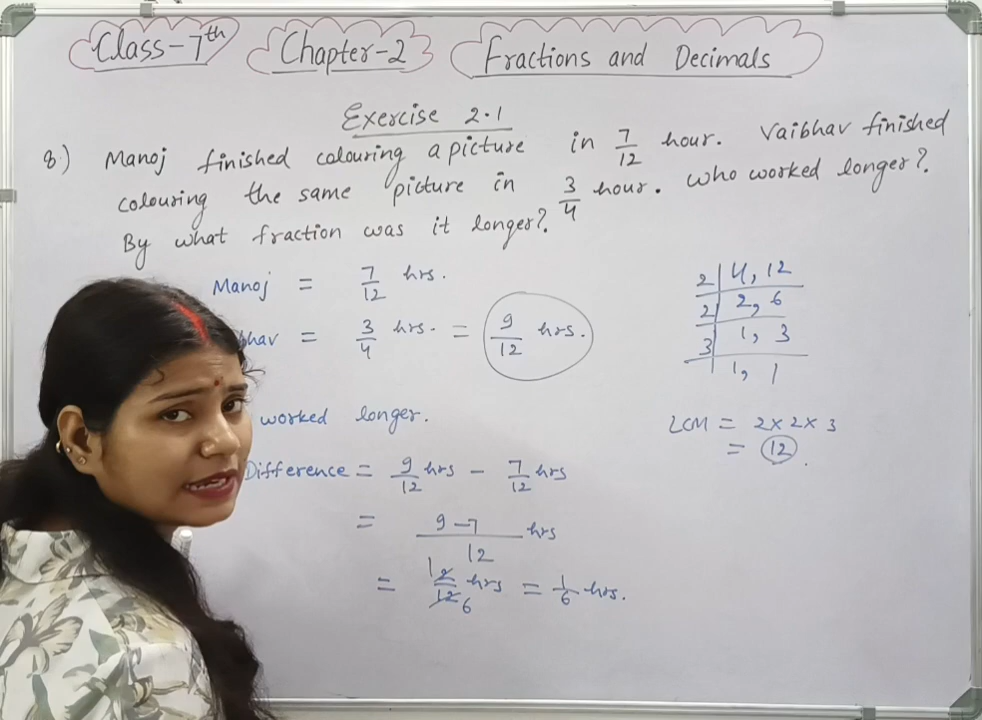 Class-7th Chapter-2 Fractions and Decimals
Exercise 2.1
8.) Manoj finished colouring a picture in 7/12 hour. Vaibhav finished
colouring the same picture in 3/4 hour. Who worked longer?
By what fraction was it longer?
Manoj = 7/12 hrs.
bhav = 3/4 hrs. = 9/12 hrs.
worked longer.
Difference = 9/12 hrs - 7/12 hrs
= 9-7/12 hrs
= 2/12 hrs 1 6 = 1/6 hrs.
2 | 4, 12
2 | 2, 6
3 | 1, 3
1, 1
LCM = 2×2×3
= 12.